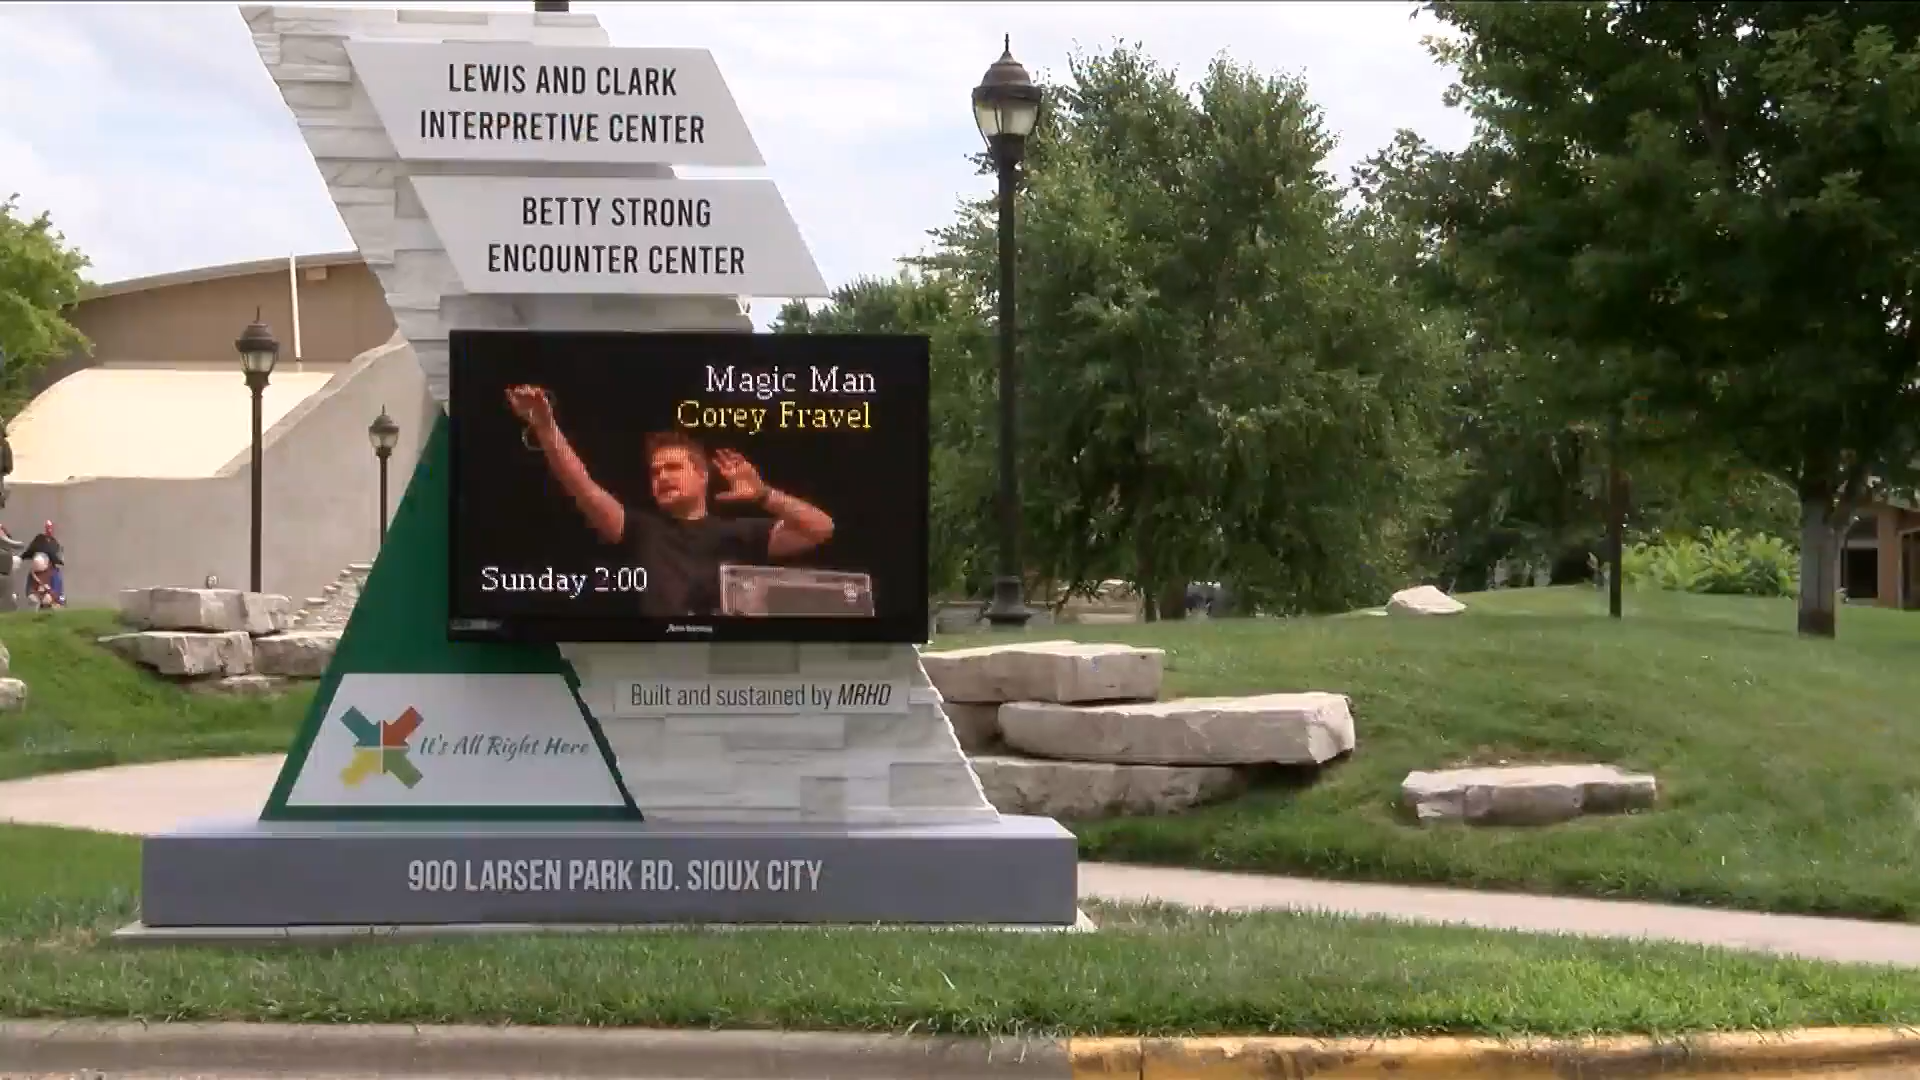 LEWIS AND CLARK
INTERPRETIVE CENTER
BETTY STRONG
ENCOUNTER CENTER
Magic Man
Corey Fravel
Sunday 2:00
Built and sustained by MRHD
It's All Right Here
900 LARSEN PARK RD. SIOUX CITY